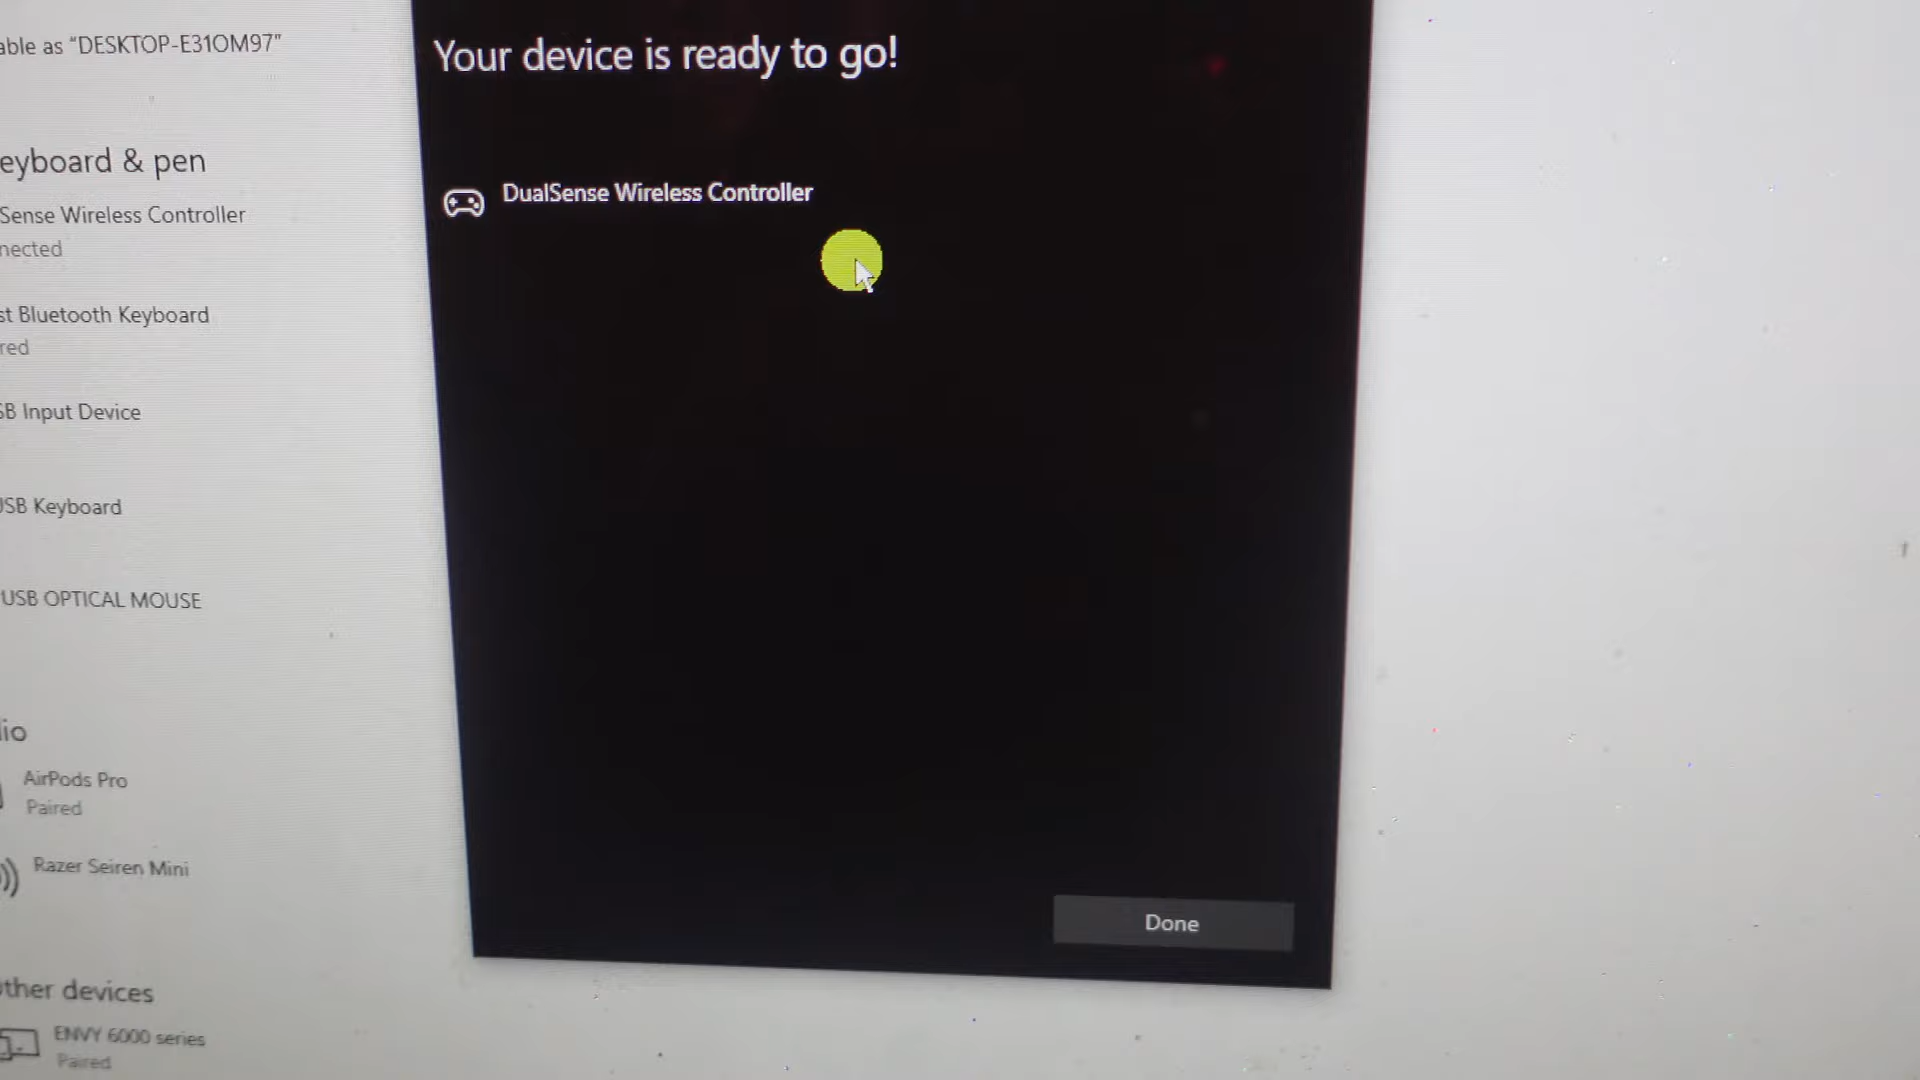 able as “DESKTOP-E31OM97”
eyboard & pen
Sense Wireless Controller
nected
st Bluetooth Keyboard
red
SB Input Device
USB Keyboard
USB OPTICAL MOUSE
dio
AirPods Pro
Paired
Razer Seiren Mini
ther devices
ENVY 6000 series
Paired
Your device is ready to go!
DualSense Wireless Controller
Done